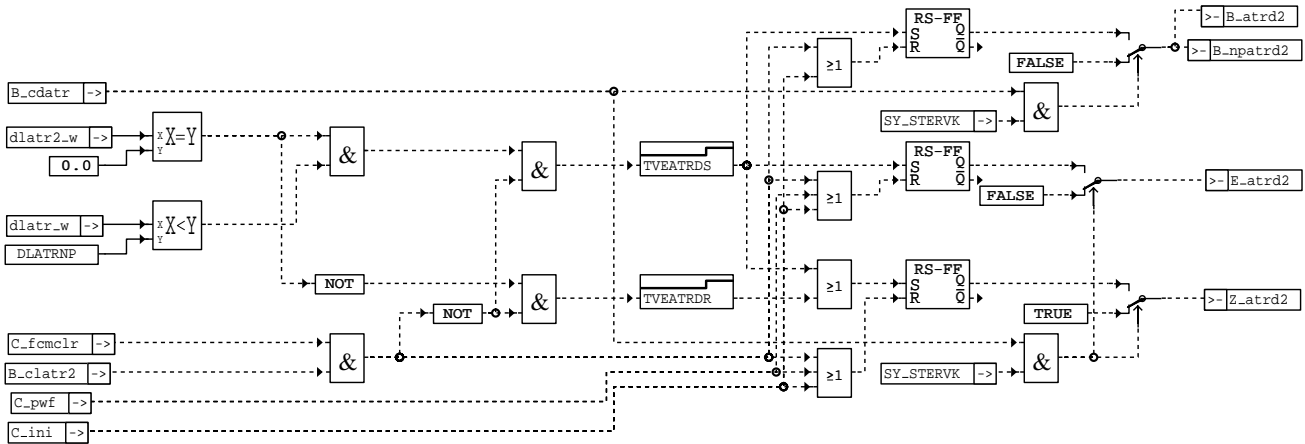 RS-FF
S Q
R Q̅
≥1
FALSE
>- B_atrd2
>- B_npatrd2
B_cdatr ->
SY_STERVK ->
&
dlatr2_w ->
X X=Y
Y
0.0
&
&
TVEATRDS
RS-FF
S Q
R Q̅
≥1
FALSE
>- E_atrd2
dlatr_w ->
X X<Y
Y
DLATRNP
NOT
&
TVEATRDR
≥1
RS-FF
S Q
R Q̅
TRUE
>- Z_atrd2
NOT
C_fcmclr ->
B_clatr2 ->
&
≥1
SY_STERVK ->
&
C_pwf ->
C_ini ->